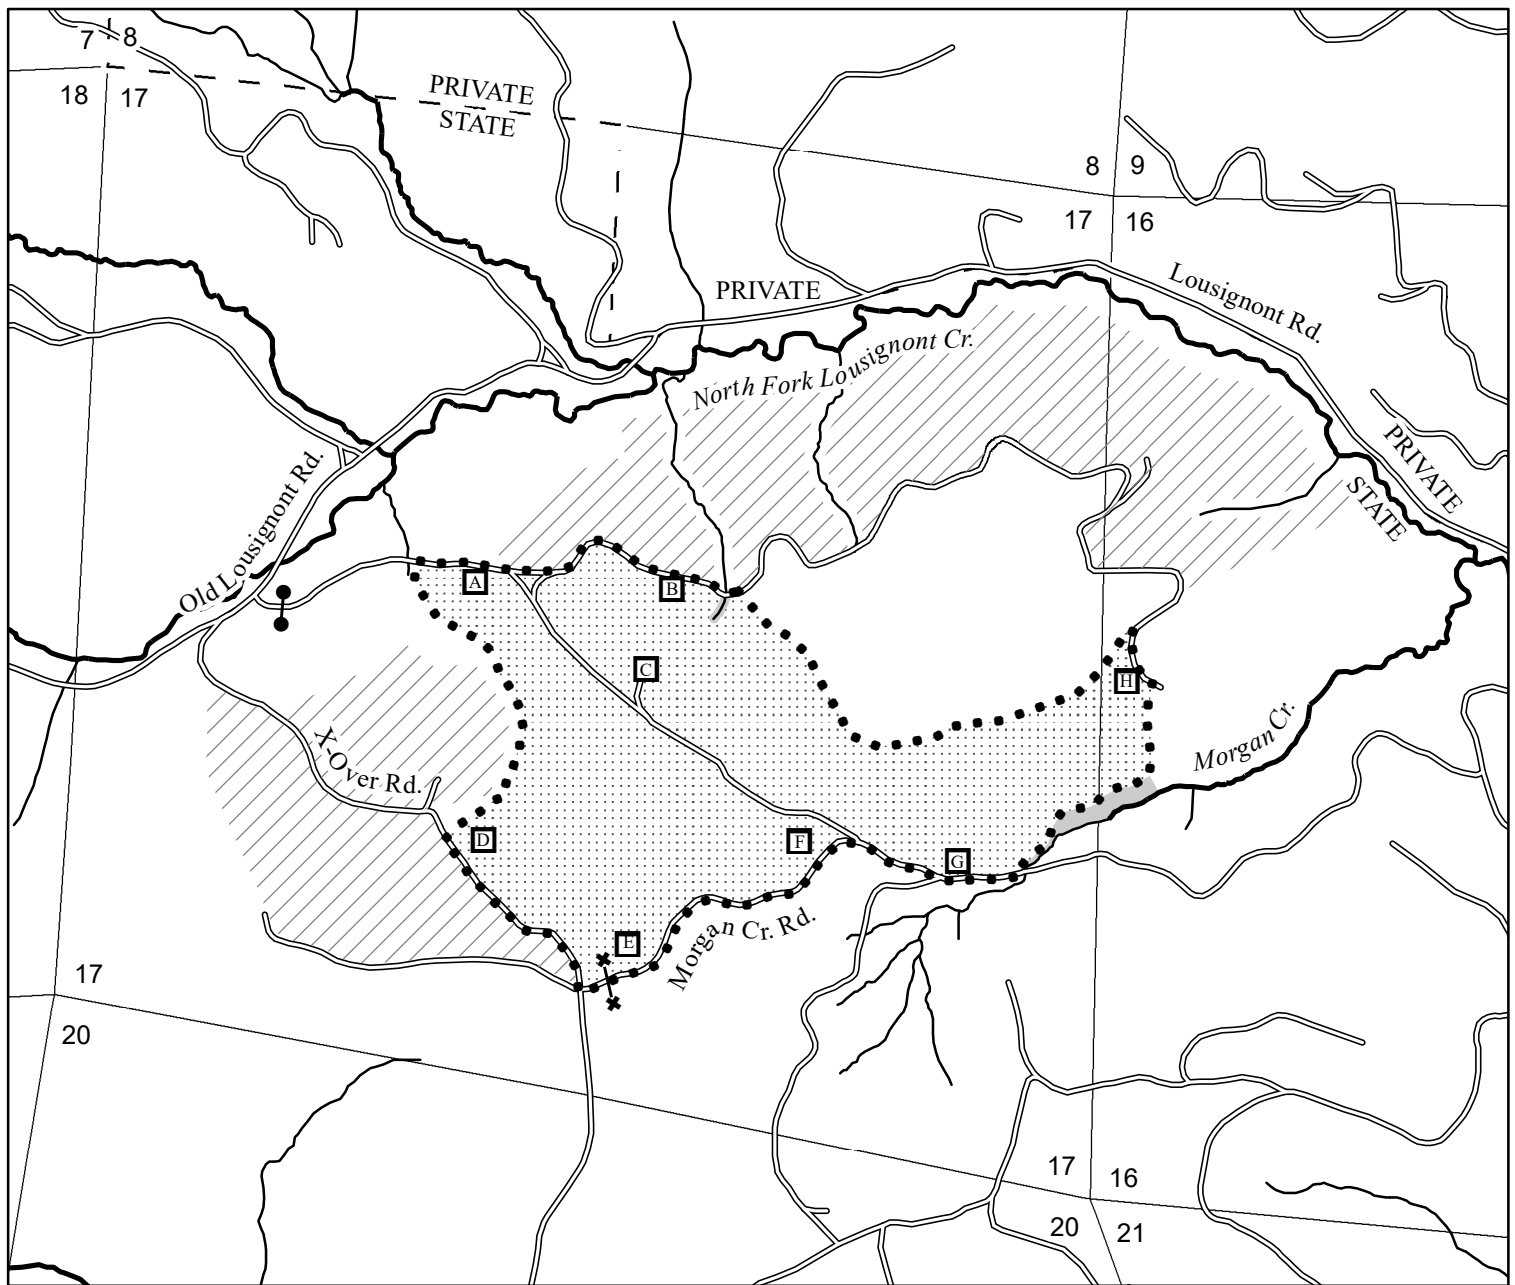 7 8
18 17
PRIVATE
STATE
8 9
17 16
PRIVATE
Lousignont Rd.
North Fork Lousignont Cr.
PRIVATE
STATE
Old Lousignont Rd.
A
B
C
H
X-Over Rd.
Morgan Cr.
D
F
G
E
Morgan Cr. Rd.
17
20
17 16
20 21